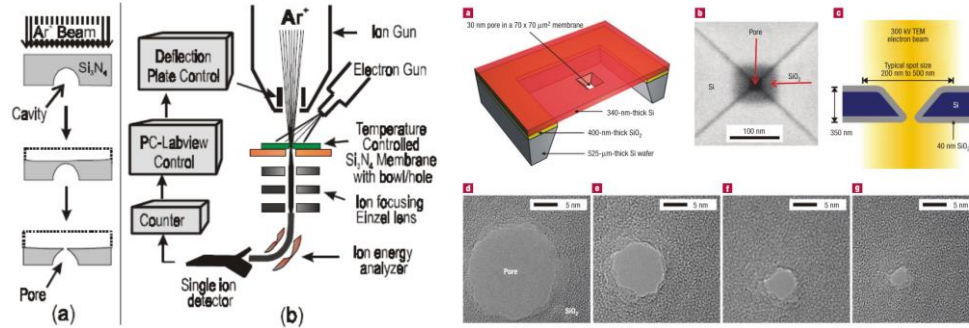 Ar⁺ Beam
Si₃N₄
Cavity
Pore
(a)
Ar⁺
Ion Gun
Deflection
Plate Control
Electron Gun
PC-Labview
Control
Temperature
Controlled
Si₃N₄ Membrane
with bowl/hole
Counter
Ion focusing
Einzel lens
Ion energy
analyzer
Single ion
detector
(b)
a
30 nm pore in a 70 x 70 µm² membrane
340-nm-thick Si
400-nm-thick SiO₂
525-µm-thick Si wafer
b
Pore
Si
SiO₂
100 nm
c
300 kV TEM
electron beam
Typical spot size
200 nm to 500 nm
Si
350 nm
40 nm SiO₂
d
5 nm
Pore
SiO₂
e
5 nm
f
5 nm
g
5 nm